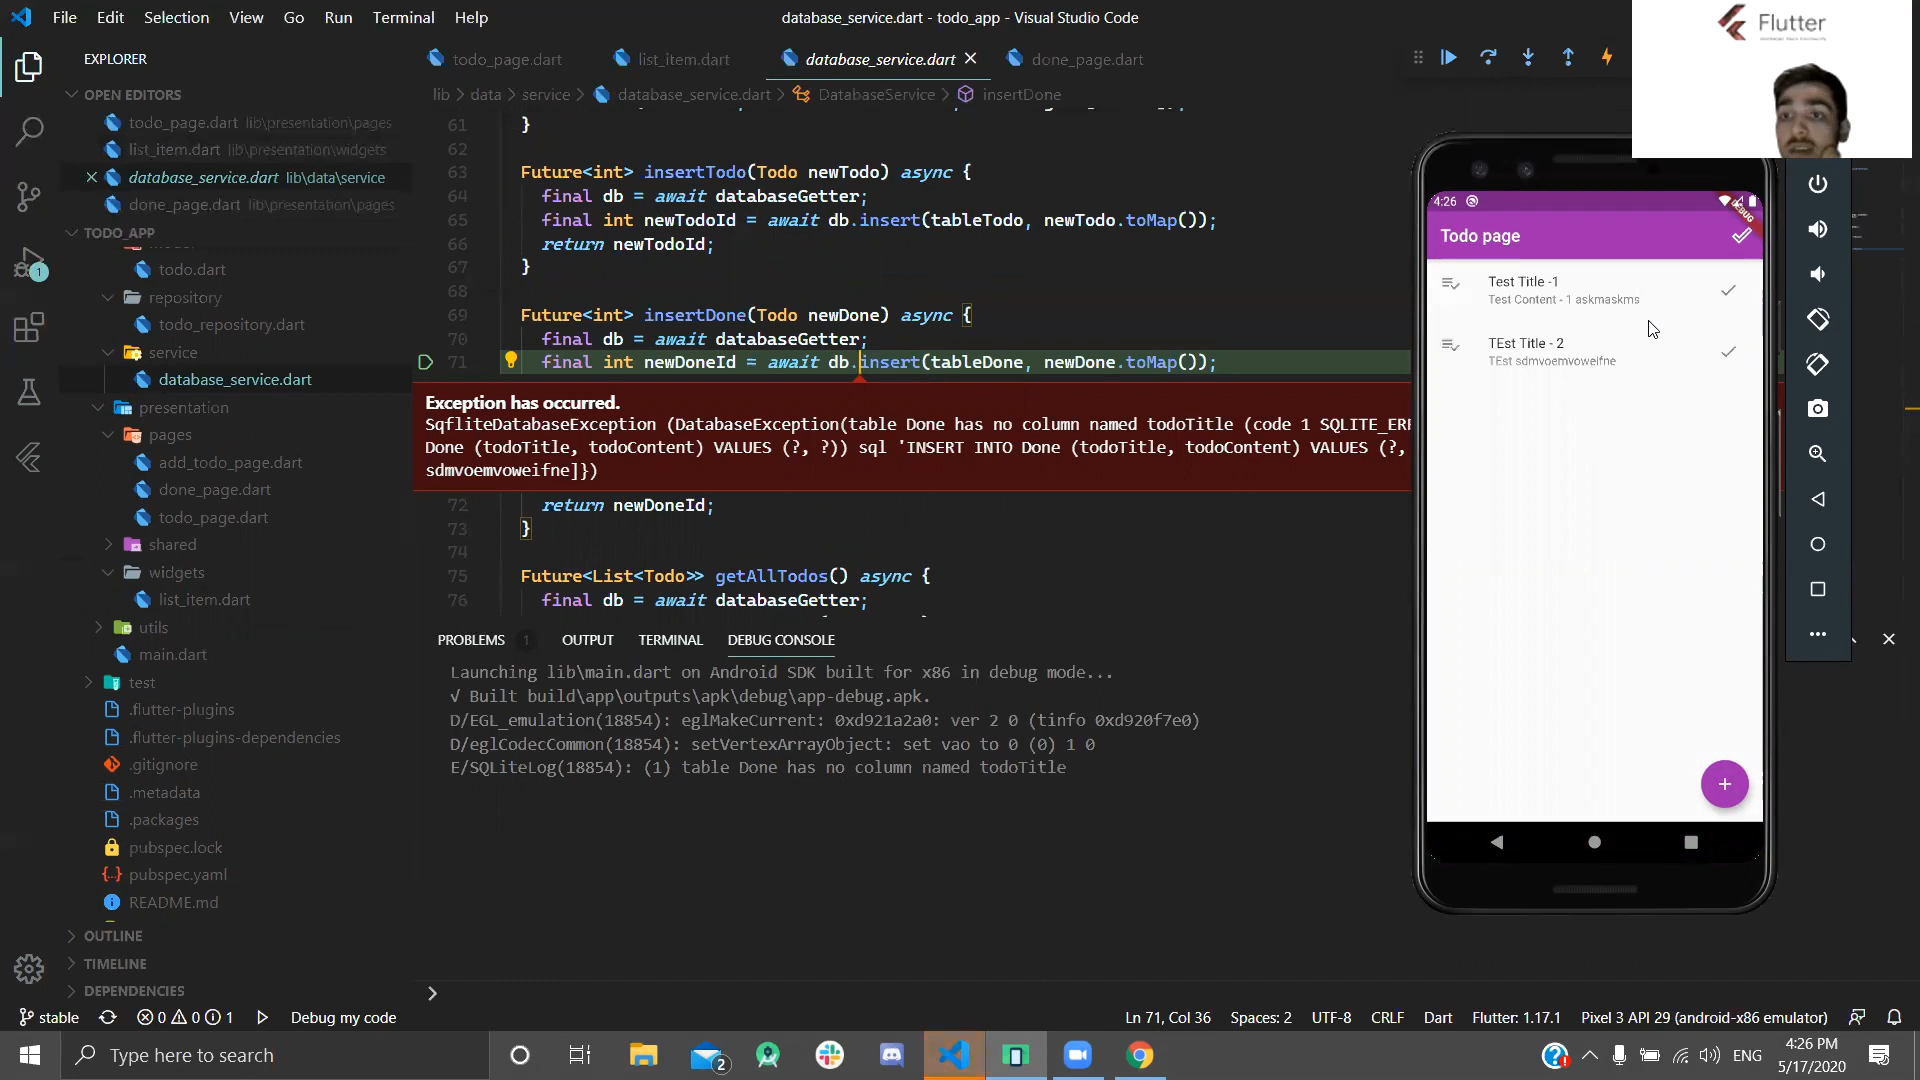 File Edit Selection View Go Run Terminal Help
database_service.dart - todo_app - Visual Studio Code
Flutter
EXPLORER
OPEN EDITORS
todo_page.dart lib\presentation\pages
list_item.dart lib\presentation\widgets
database_service.dart lib\data\service
done_page.dart lib\presentation\pages
TODO_APP
todo.dart
repository
todo_repository.dart
service
database_service.dart
presentation
pages
add_todo_page.dart
done_page.dart
todo_page.dart
shared
widgets
list_item.dart
utils
main.dart
test
.flutter-plugins
.flutter-plugins-dependencies
.gitignore
.metadata
.packages
pubspec.lock
pubspec.yaml
README.md
OUTLINE
TIMELINE
DEPENDENCIES
1
todo_page.dart list_item.dart database_service.dart done_page.dart
lib > data > service > database_service.dart > DatabaseService > insertDone
61 }
62
63 Future<int> insertTodo(Todo newTodo) async {
64 final db = await databaseGetter;
65 final int newTodoId = await db.insert(tableTodo, newTodo.toMap());
66 return newTodoId;
67 }
68
69 Future<int> insertDone(Todo newDone) async {
70 final db = await databaseGetter;
71 final int newDoneId = await db.insert(tableDone, newDone.toMap());
Exception has occurred.
SqfliteDatabaseException (DatabaseException(table Done has no column named todoTitle (code 1 SQLITE_ERR
Done (todoTitle, todoContent) VALUES (?, ?)) sql 'INSERT INTO Done (todoTitle, todoContent) VALUES (?,
sdmvoemvoweifne]})
72 return newDoneId;
73 }
74
75 Future<List<Todo>> getAllTodos() async {
76 final db = await databaseGetter;
PROBLEMS 1 OUTPUT TERMINAL DEBUG CONSOLE
Launching lib\main.dart on Android SDK built for x86 in debug mode...
√ Built build\app\outputs\apk\debug\app-debug.apk.
D/EGL_emulation(18854): eglMakeCurrent: 0xd921a2a0: ver 2 0 (tinfo 0xd920f7e0)
D/eglCodecCommon(18854): setVertexArrayObject: set vao to 0 (0) 1 0
E/SQLiteLog(18854): (1) table Done has no column named todoTitle
4:26
DEBUG
Todo page
Test Title -1
Test Content - 1 askmaskms
TEst Title - 2
TEst sdmvoemvoweifne
stable 0 0 1 Debug my code
Ln 71, Col 36 Spaces: 2 UTF-8 CRLF Dart Flutter: 1.17.1 Pixel 3 API 29 (android-x86 emulator)
Type here to search
2
ENG
4:26 PM
5/17/2020